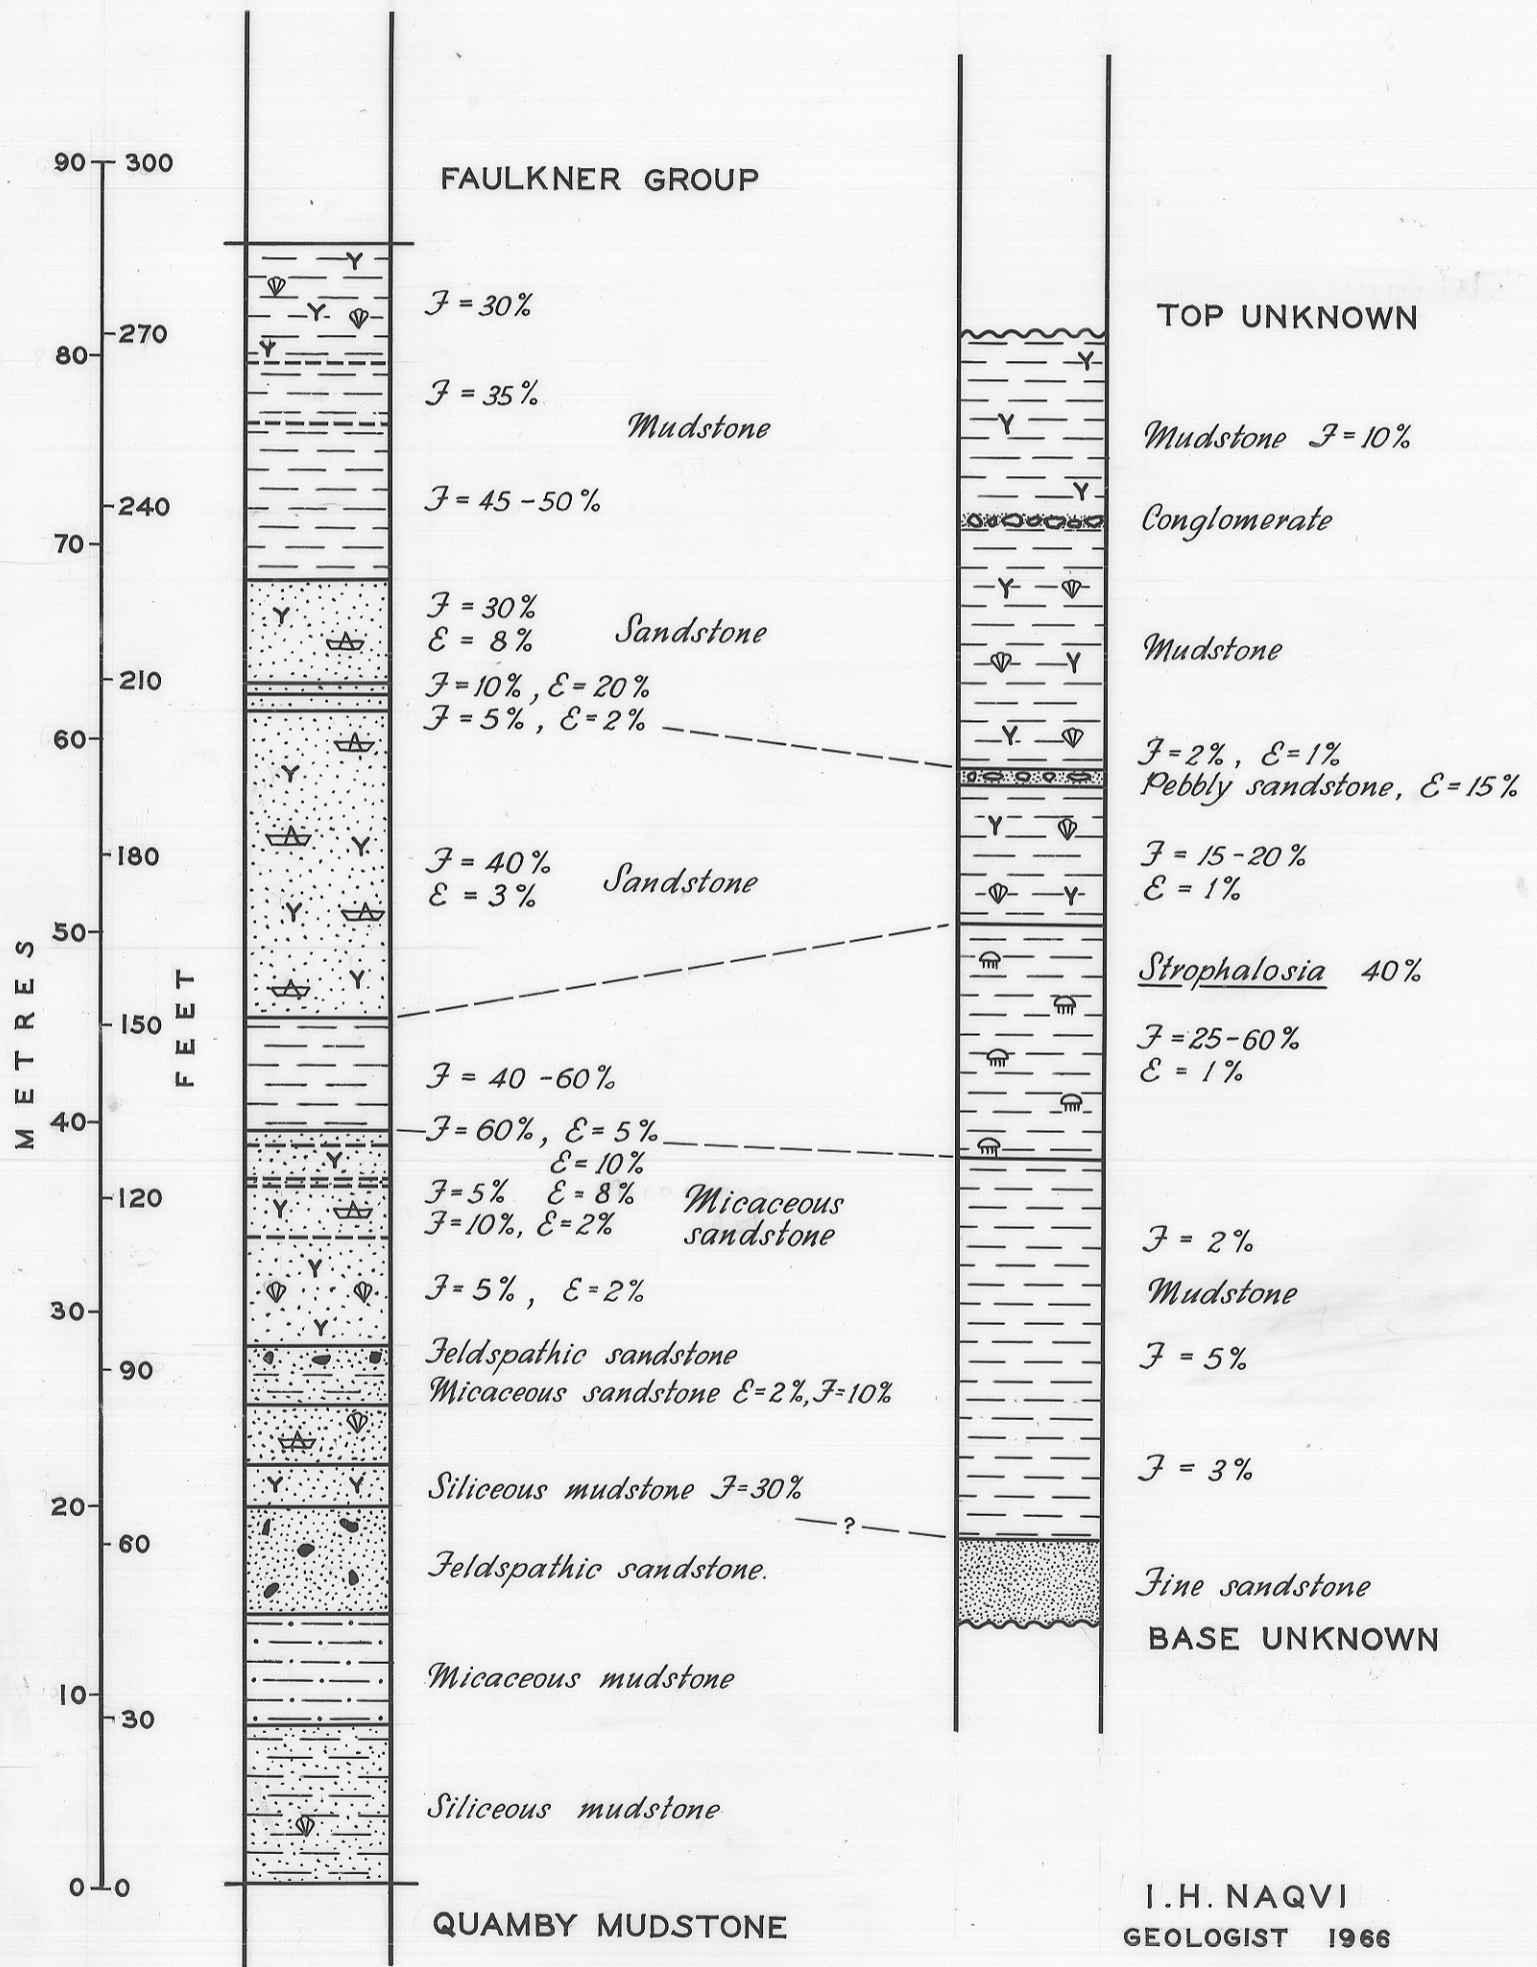 90 300
270
80
240
70
210
60
180
50
150
40
120
30
90
20
60
10
30
0 0
METRES
FEET
FAULKNER GROUP
F = 30%
F = 35%
Mudstone
F = 45 - 50%
F = 30%
E = 8%
Sandstone
F = 10%, E = 20%
F = 5%, E = 2%
F = 40%
E = 3%
Sandstone
F = 40 - 60%
F = 60%, E = 5%
E = 10%
F = 5% E = 8%
F = 10%, E = 2%
Micaceous
sandstone
F = 5%, E = 2%
Feldspathic sandstone
Micaceous sandstone E = 2%, F = 10%
Siliceous mudstone F = 30%
?
Feldspathic sandstone.
Micaceous mudstone
Siliceous mudstone
QUAMBY MUDSTONE
TOP UNKNOWN
Mudstone F = 10%
Conglomerate
Mudstone
F = 2%, E = 1%
Pebbly sandstone, E = 15%
F = 15 - 20%
E = 1%
Strophalosia 40%
F = 25 - 60%
E = 1%
F = 2%
Mudstone
F = 5%
F = 3%
Fine sandstone
BASE UNKNOWN
I.H. NAQVI
GEOLOGIST 1966